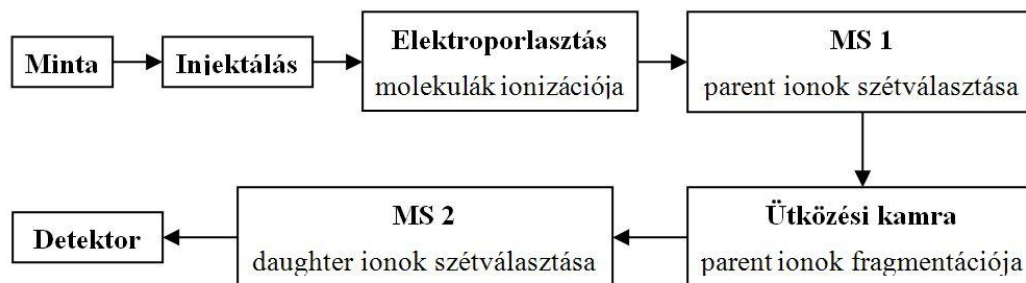 Minta
Injektálás
Elektroporlasztás
molekulák ionizációja
MS 1
parent ionok szétválasztása
Ütközési kamra
parent ionok fragmentációja
MS 2
daughter ionok szétválasztása
Detektor